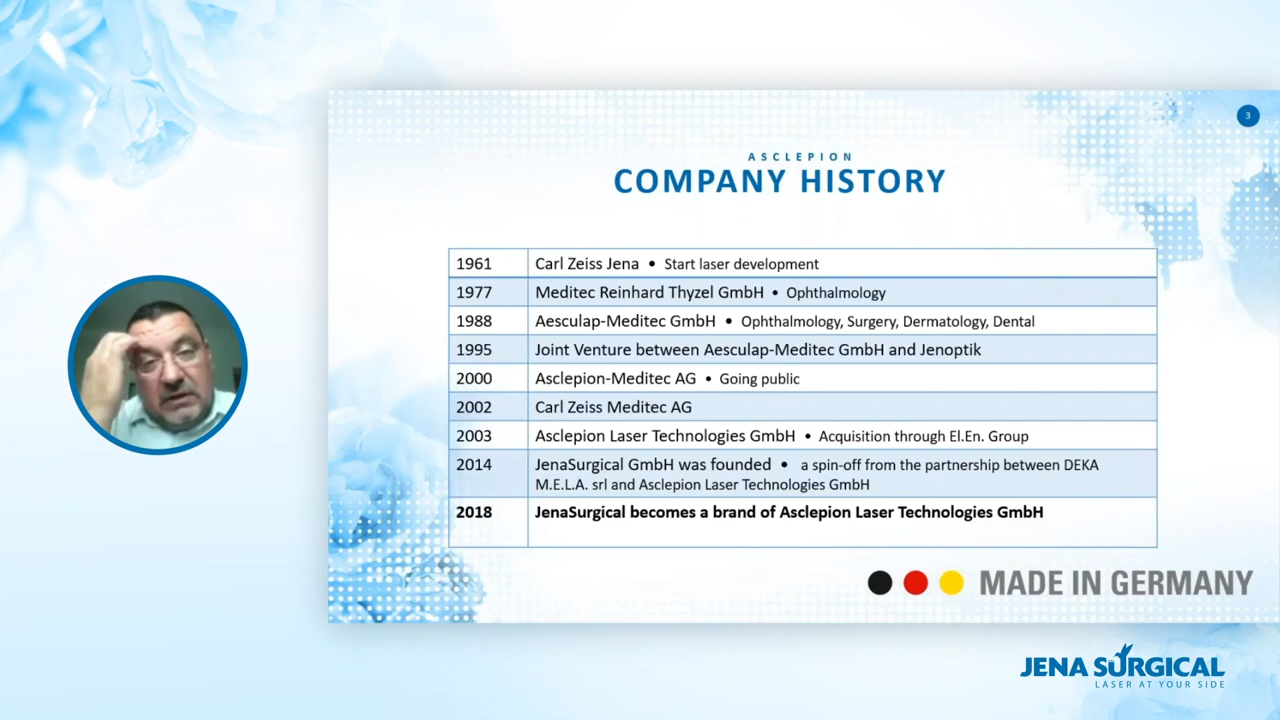 3
ASCLEPION
COMPANY HISTORY
1961 Carl Zeiss Jena • Start laser development
1977 Meditec Reinhard Thyzel GmbH • Ophthalmology
1988 Aesculap-Meditec GmbH • Ophthalmology, Surgery, Dermatology, Dental
1995 Joint Venture between Aesculap-Meditec GmbH and Jenoptik
2000 Asclepion-Meditec AG • Going public
2002 Carl Zeiss Meditec AG
2003 Asclepion Laser Technologies GmbH • Acquisition through El.En. Group
2014 JenaSurgical GmbH was founded • a spin-off from the partnership between DEKA
M.E.L.A. srl and Asclepion Laser Technologies GmbH
2018 JenaSurgical becomes a brand of Asclepion Laser Technologies GmbH
MADE IN GERMANY
JENA SURGICAL
LASER AT YOUR SIDE